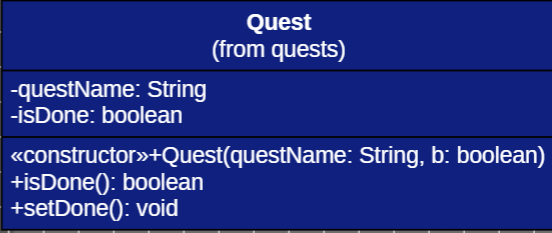 Quest
(from quests)
-questName: String
-isDone: boolean
«constructor»+Quest(questName: String, b: boolean)
+isDone(): boolean
+setDone(): void